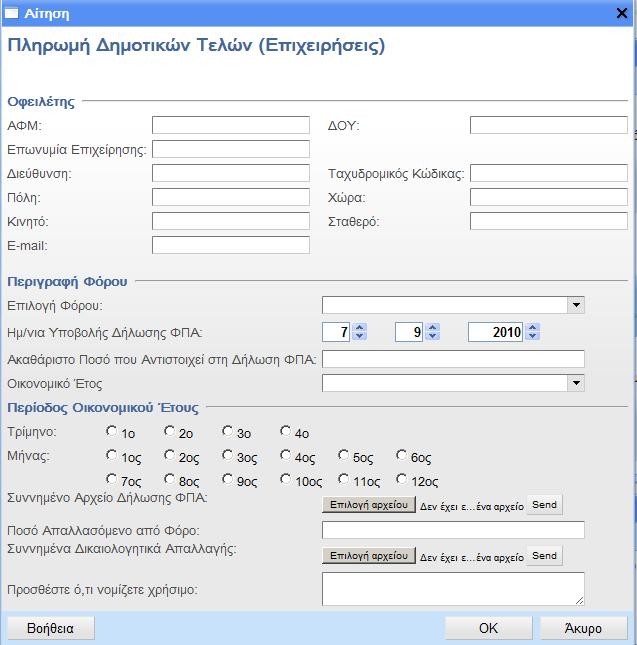 Αίτηση
Πληρωμή Δημοτικών Τελών (Επιχειρήσεις)
Οφειλέτης
ΑΦΜ: ΔΟΥ:
Επωνυμία Επιχείρησης:
Διεύθυνση: Ταχυδρομικός Κώδικας:
Πόλη: Χώρα:
Κινητό: Σταθερό:
E-mail:
Περιγραφή Φόρου
Επιλογή Φόρου:
Ημ/νια Υποβολής Δήλωσης ΦΠΑ: 7 9 2010
Ακαθάριστο Ποσό που Αντιστοιχεί στη Δήλωση ΦΠΑ:
Οικονομικό Έτος
Περίοδος Οικονομικού Έτους
Τρίμηνο: 1ο 2ο 3ο 4ο
Μήνας: 1ος 2ος 3ος 4ος 5ος 6ος
7ος 8ος 9ος 10ος 11ος 12ος
Συννημένο Αρχείο Δήλωσης ΦΠΑ: Επιλογή αρχείου Δεν έχει ε...ένα αρχείο Send
Ποσό Απαλλασόμενο από Φόρο:
Συννημένα Δικαιολογητικά Απαλλαγής: Επιλογή αρχείου Δεν έχει ε...ένα αρχείο Send
Προσθέστε ό,τι νομίζετε χρήσιμο:
Βοήθεια OK Άκυρο